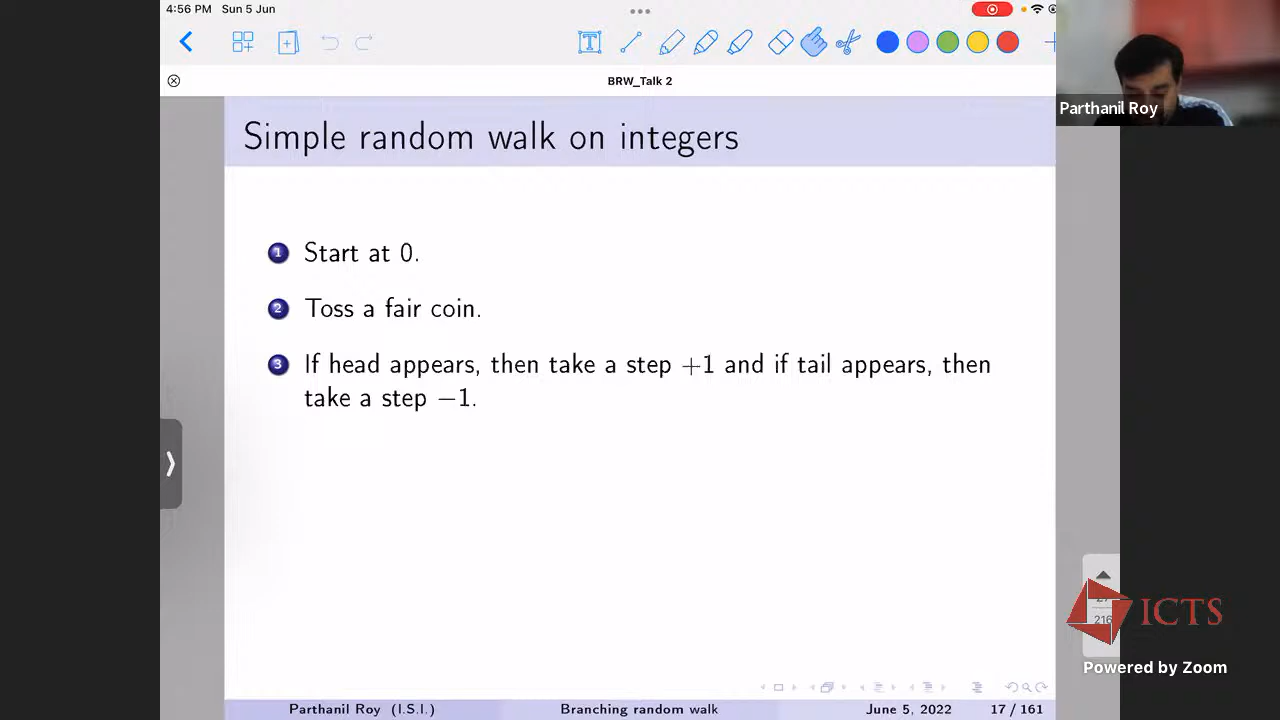 4:56 PM Sun 5 Jun
BRW_Talk 2
Parthanil Roy
Simple random walk on integers
1 Start at 0.
2 Toss a fair coin.
3 If head appears, then take a step +1 and if tail appears, then
take a step −1.
216
ICTS
Powered by Zoom
Parthanil Roy (I.S.I.) Branching random walk June 5, 2022 17 / 161